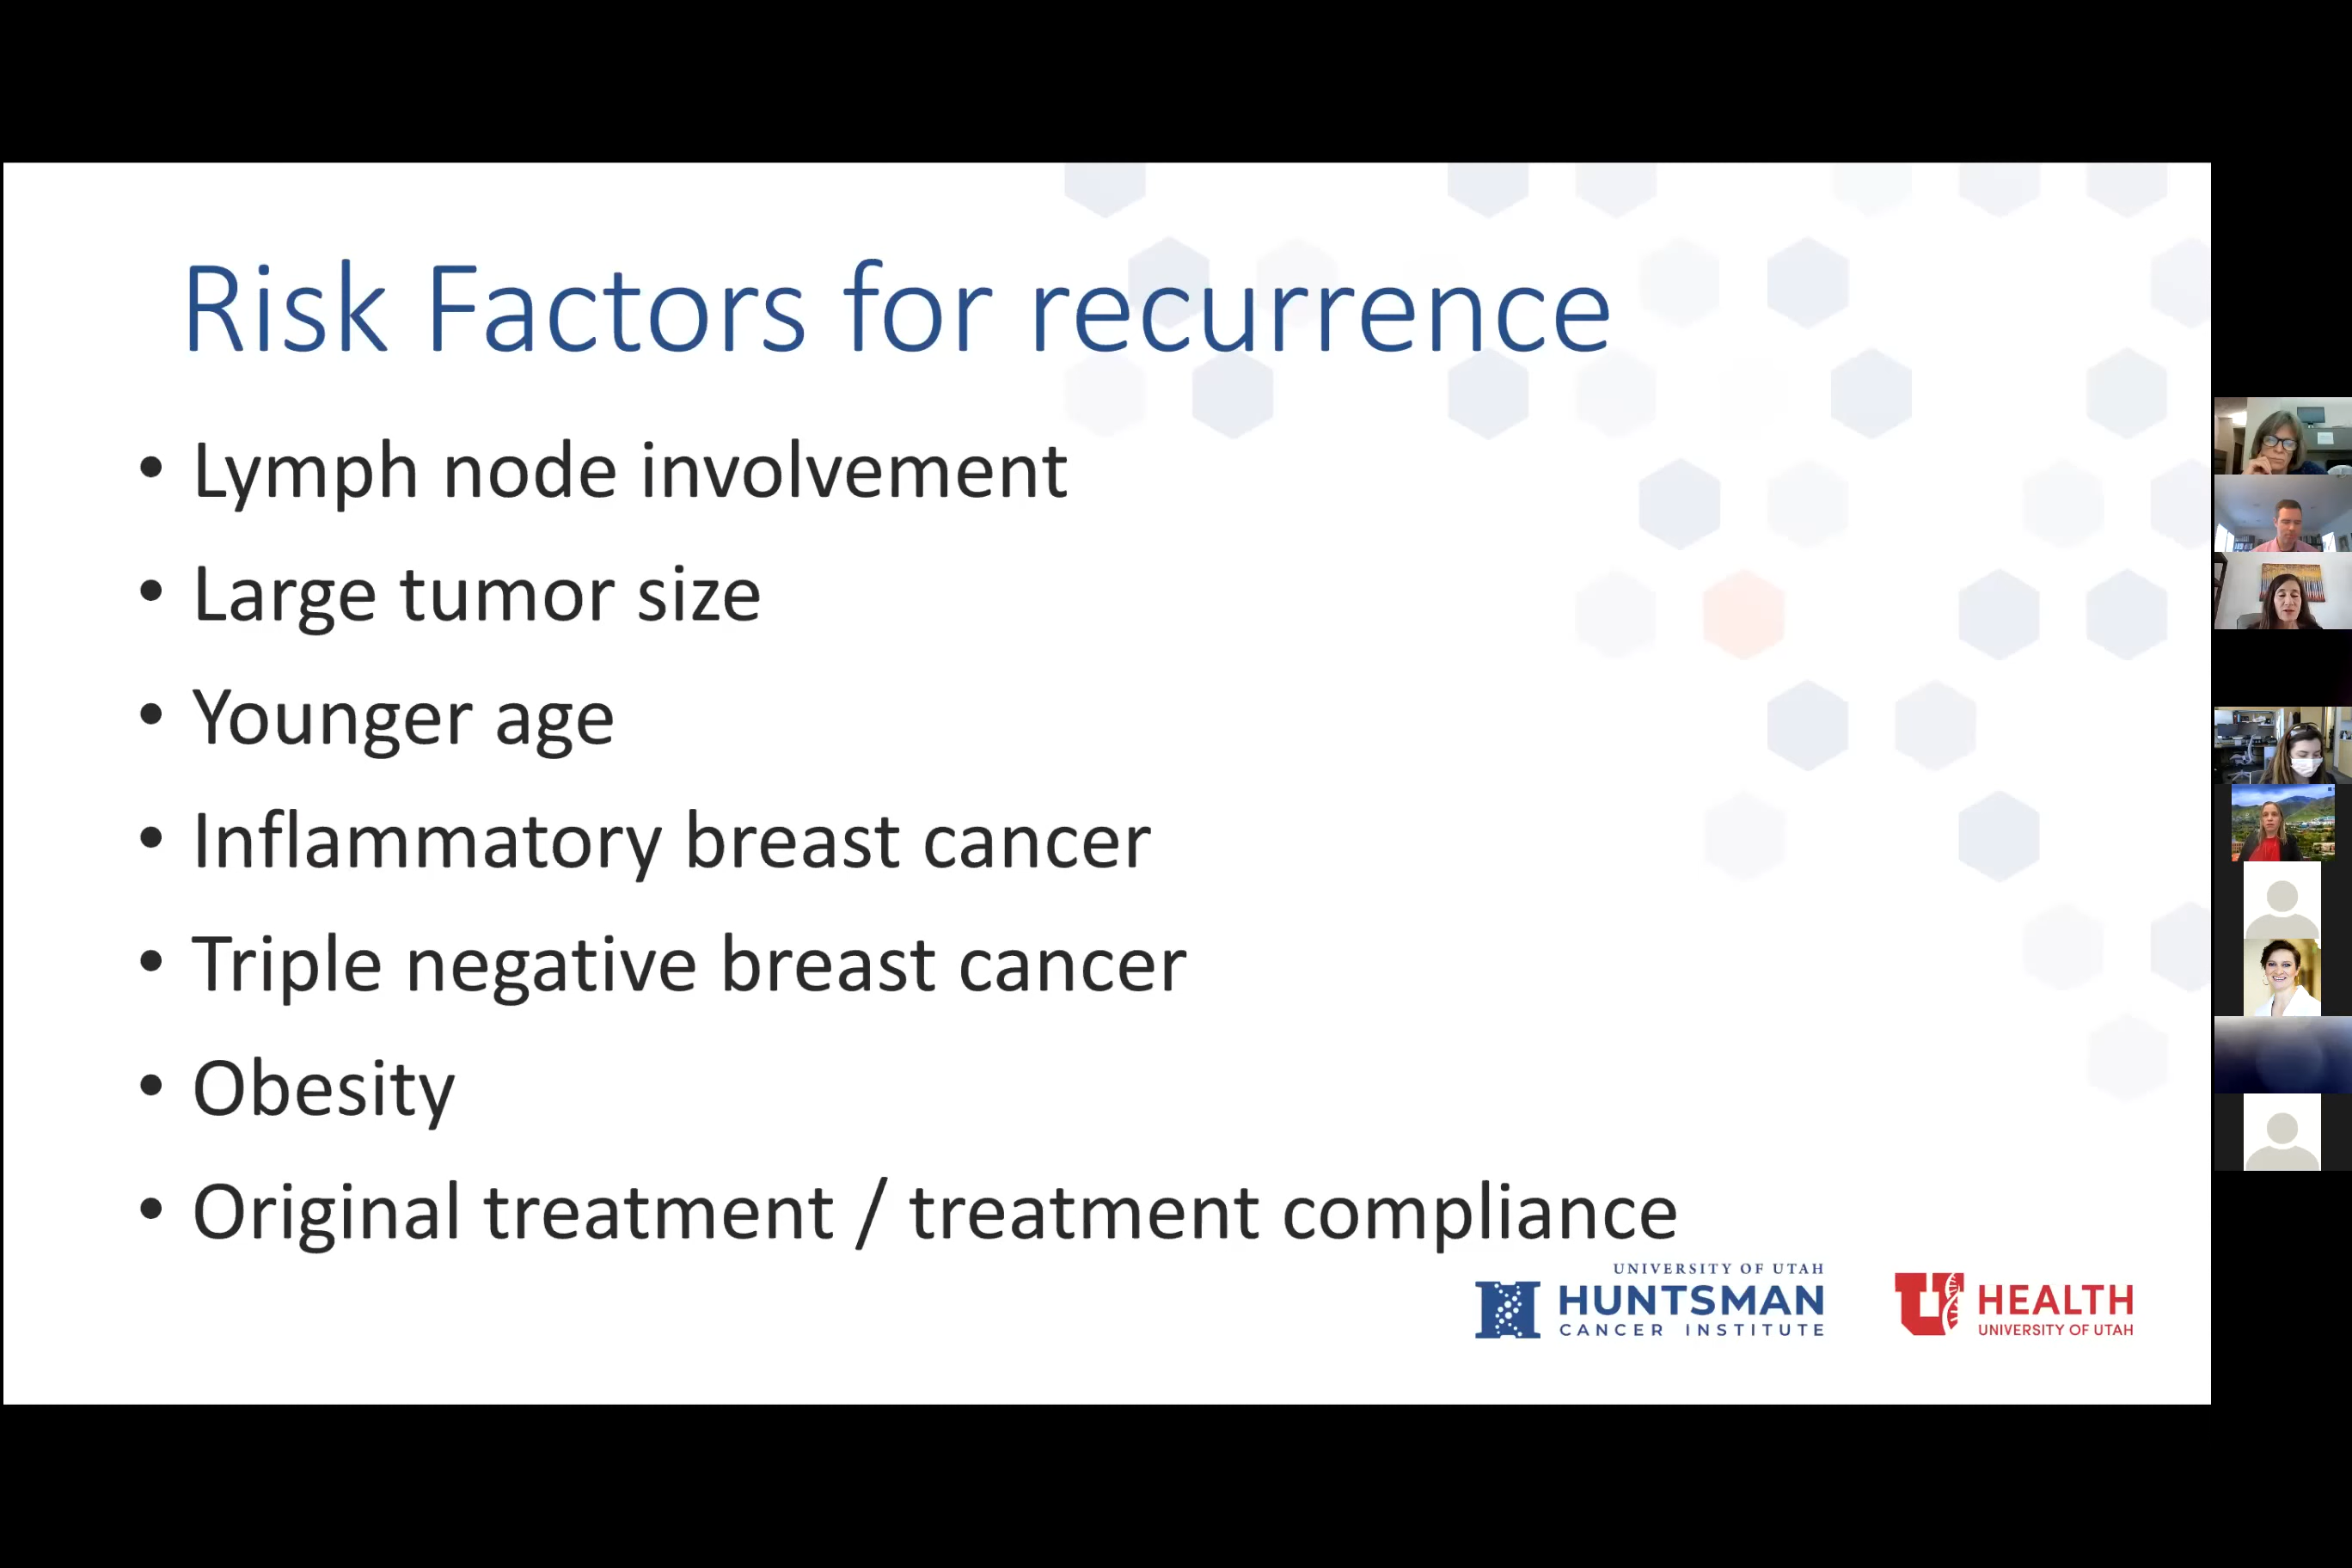 Risk Factors for recurrence
• Lymph node involvement
• Large tumor size
• Younger age
• Inflammatory breast cancer
• Triple negative breast cancer
• Obesity
• Original treatment / treatment compliance
UNIVERSITY OF UTAH
HUNTSMAN
CANCER INSTITUTE
U HEALTH
UNIVERSITY OF UTAH